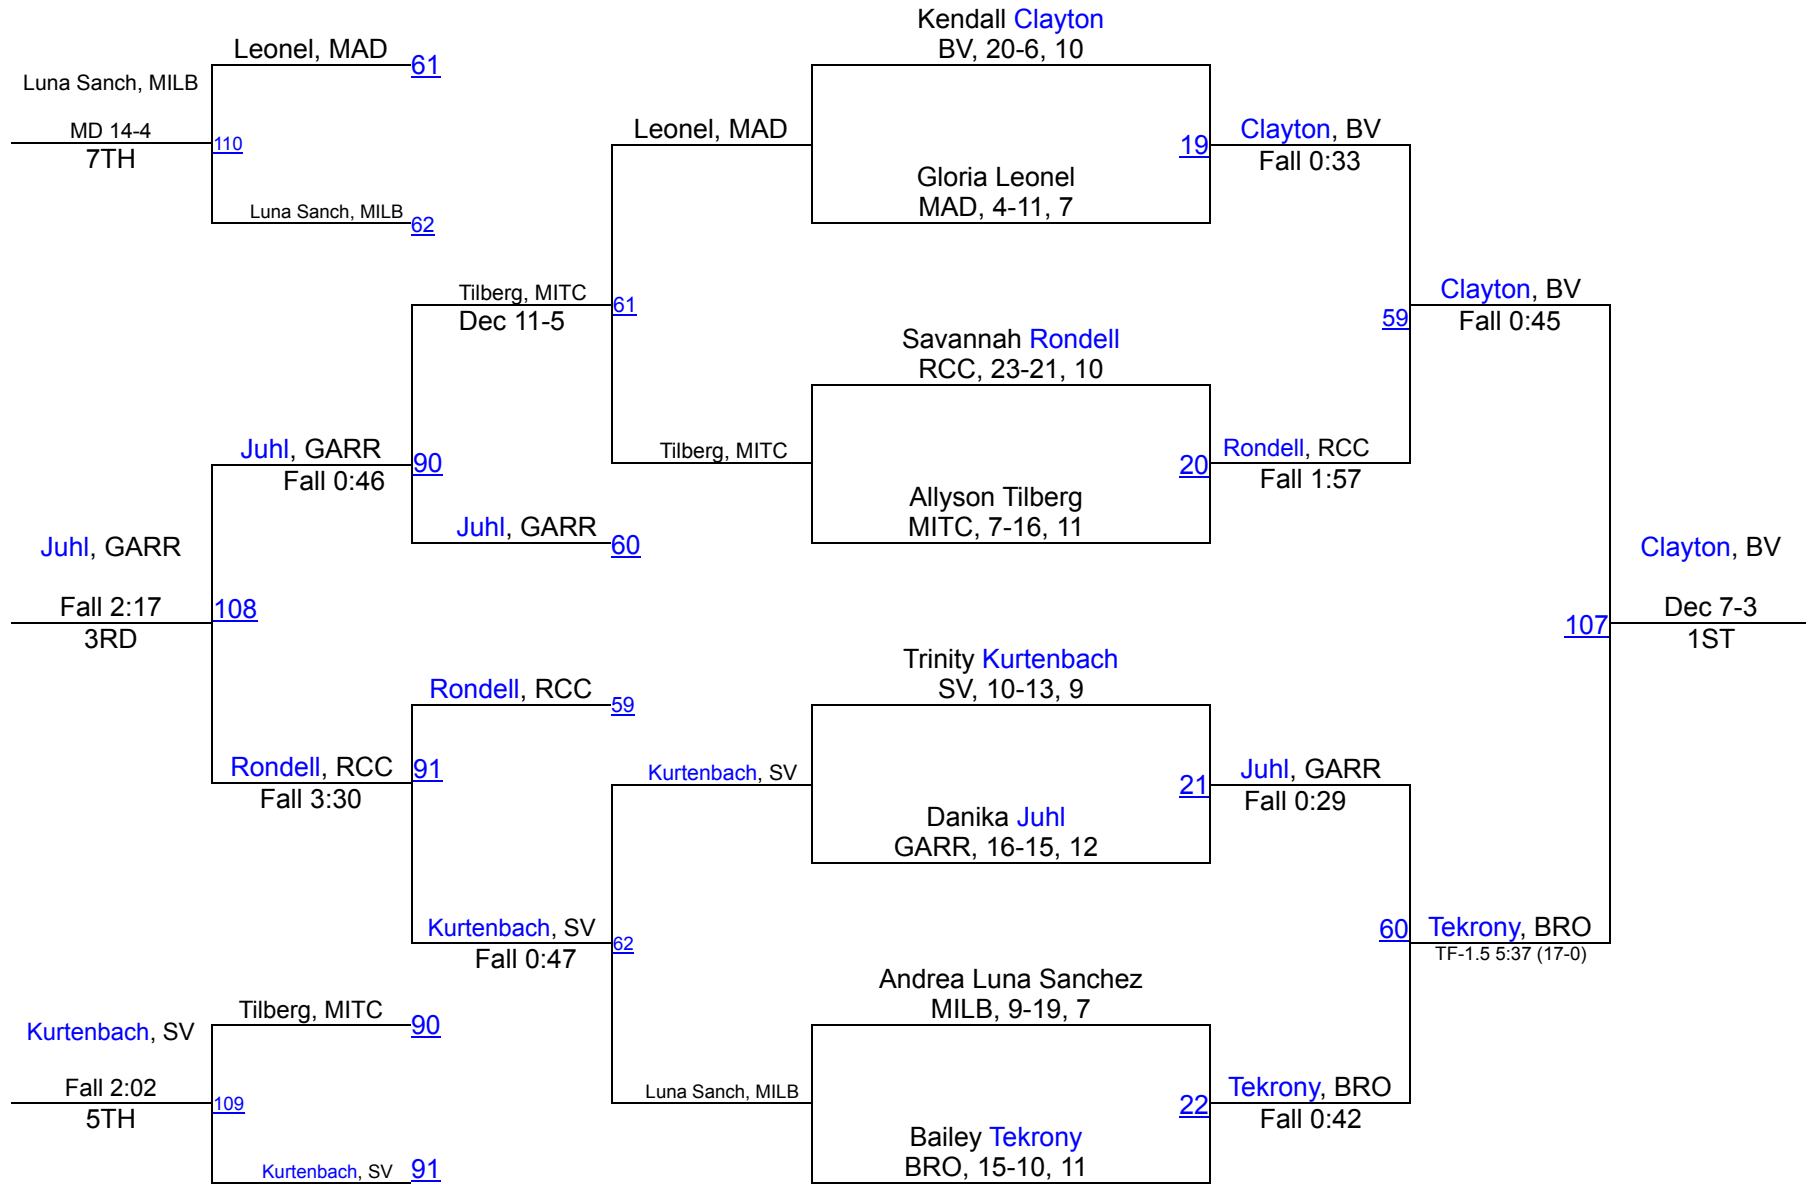 Kendall Clayton
BV, 20-6, 10
Leonel, MAD
61
Luna Sanch, MILB
MD 14-4
7TH
110
Luna Sanch, MILB
62
Leonel, MAD
19
Clayton, BV
Fall 0:33
Gloria Leonel
MAD, 4-11, 7
Tilberg, MITC
Dec 11-5
61
Clayton, BV
Fall 0:45
59
Savannah Rondell
RCC, 23-21, 10
Juhl, GARR
Fall 0:46
90
Tilberg, MITC
20
Rondell, RCC
Fall 1:57
Allyson Tilberg
MITC, 7-16, 11
Juhl, GARR
60
Juhl, GARR
Fall 2:17
3RD
108
Clayton, BV
Dec 7-3
1ST
107
Trinity Kurtenbach
SV, 10-13, 9
Rondell, RCC
59
Rondell, RCC
Fall 3:30
91
Kurtenbach, SV
21
Juhl, GARR
Fall 0:29
Danika Juhl
GARR, 16-15, 12
Kurtenbach, SV
Fall 0:47
62
60
Tekrony, BRO
TF-1.5 5:37 (17-0)
Andrea Luna Sanchez
MILB, 9-19, 7
Tilberg, MITC
90
Kurtenbach, SV
Fall 2:02
5TH
109
Luna Sanch, MILB
22
Tekrony, BRO
Fall 0:42
Bailey Tekrony
BRO, 15-10, 11
Kurtenbach, SV
91